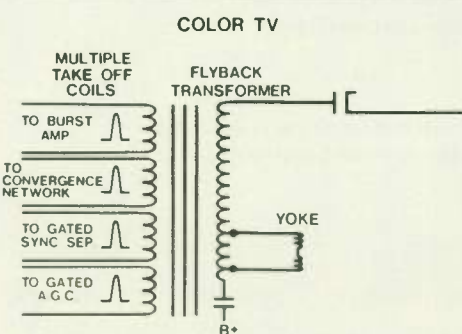 COLOR TV
MULTIPLE
TAKE OFF
COILS
FLYBACK
TRANSFORMER
TO BURST
AMP
TO
CONVERGENCE
NETWORK
TO GATED
SYNC SEP
TO GATED
A G C
YOKE
B+